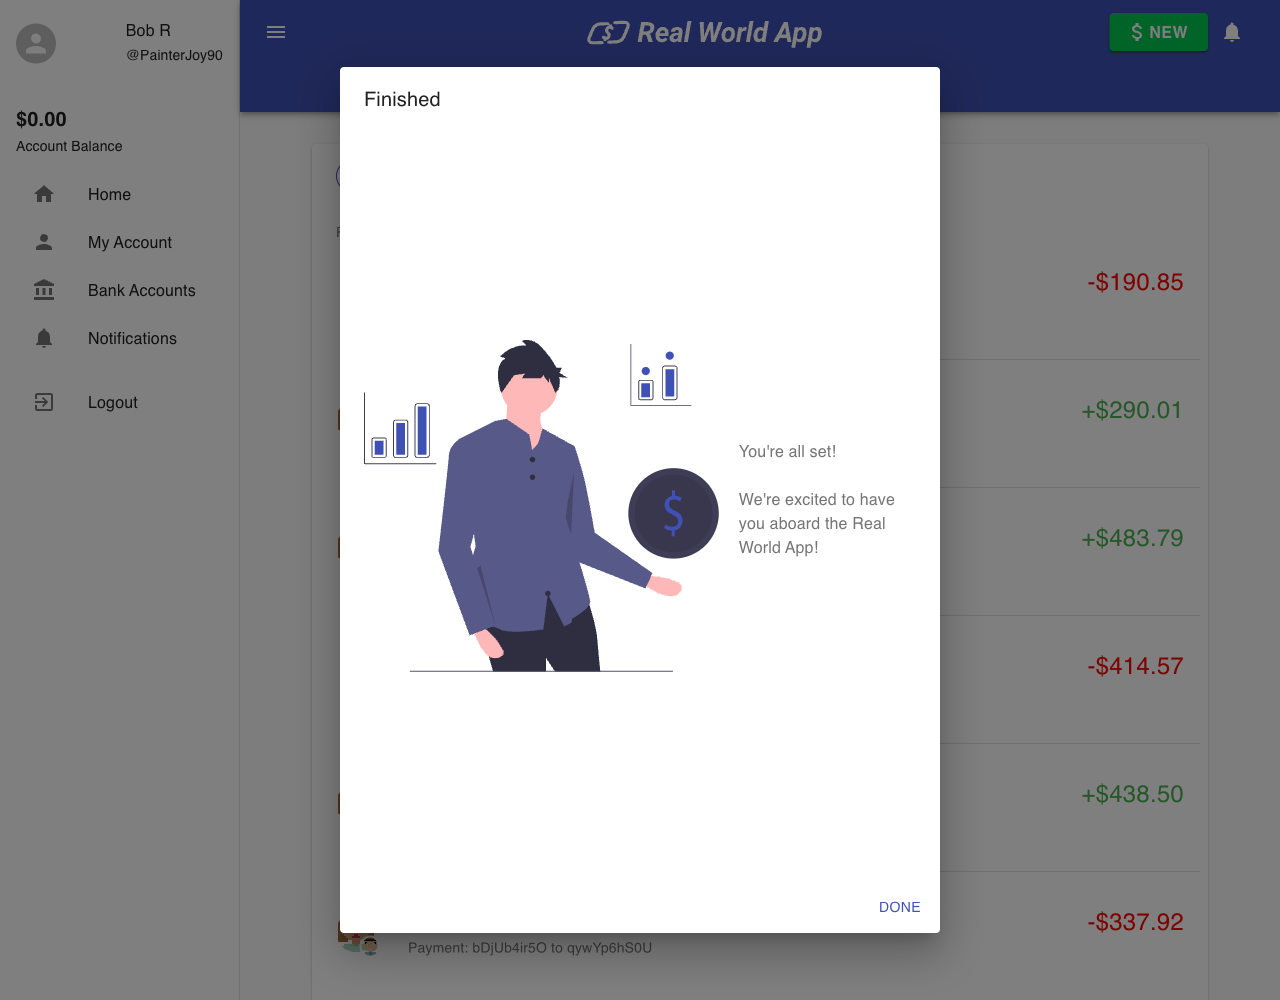 Bob R
@PainterJoy90
$0.00
Account Balance
Home
My Account
Bank Accounts
Notifications
Logout
Real World App
$ NEW
Finished
You're all set!
We're excited to have
you aboard the Real
World App!
$
DONE
-$190.85
+$290.01
+$483.79
-$414.57
+$438.50
-$337.92
Payment: bDjUb4ir5O to qywYp6hS0U